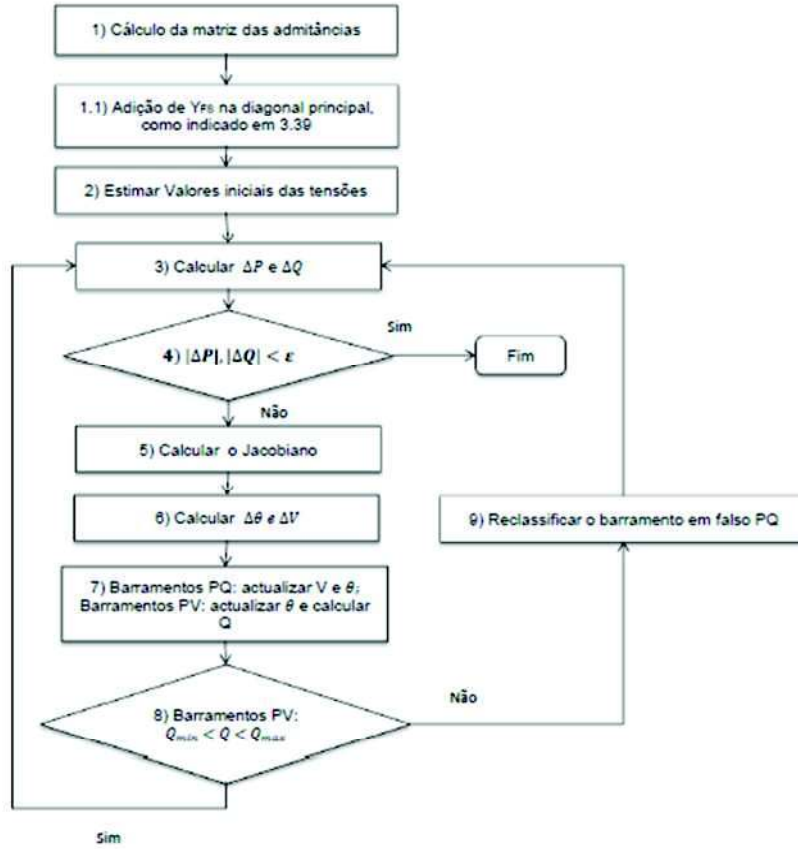 1) Cálculo da matriz das admitâncias
1.1) Adição de YFS na diagonal principal,
como indicado em 3.39
2) Estimar Valores iniciais das tensões
3) Calcular ΔP e ΔQ
Sim
4) |ΔP|, |ΔQ| < ε
Fim
Não
5) Calcular o Jacobiano
6) Calcular Δθ e ΔV
9) Reclassificar o barramento em falso PQ
7) Barramentos PQ: actualizar V e θ;
Barramentos PV: actualizar θ e calcular
Q
Não
8) Barramentos PV:
Qmin < Q < Qmax
Sim